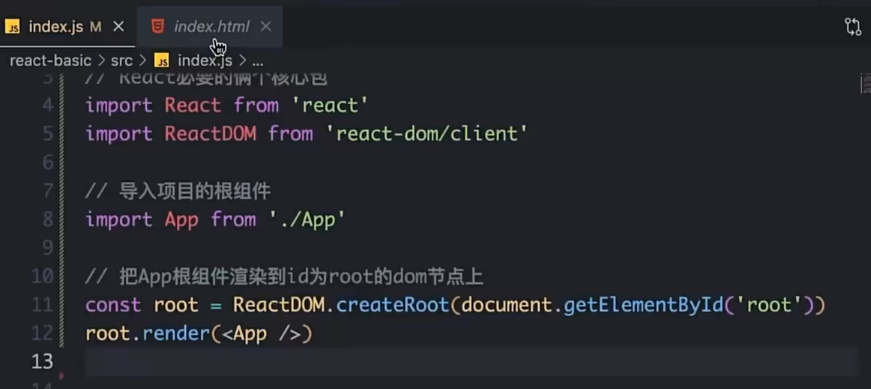 JS index.js M ×
index.html ×
react-basic > src > JS index.js > ...
3 // React必要的俩个核心包
4 import React from 'react'
5 import ReactDOM from 'react-dom/client'
6
7 // 导入项目的根组件
8 import App from './App'
9
10 // 把App根组件渲染到id为root的dom节点上
11 const root = ReactDOM.createRoot(document.getElementById('root'))
12 root.render(<App />)
13
14